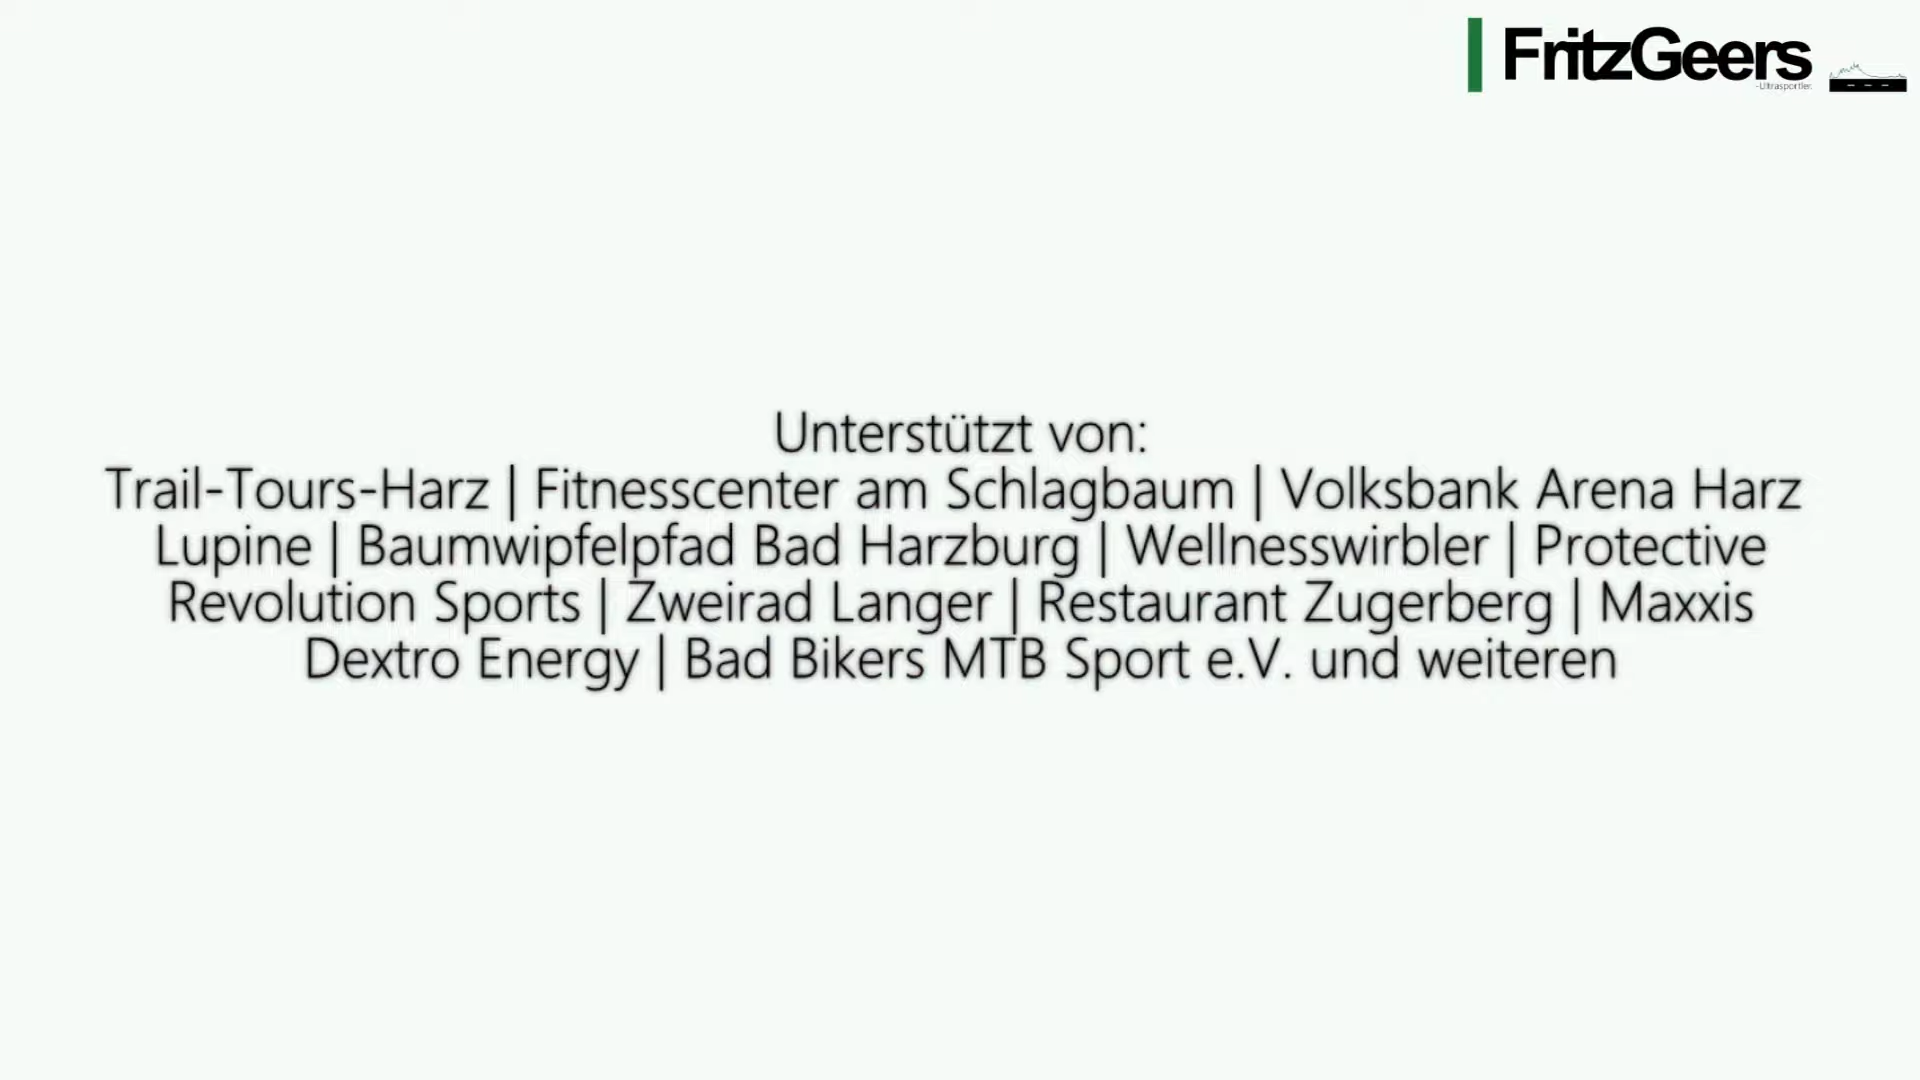 FritzGeers
-Ultrasportler.
Unterstützt von:
Trail-Tours-Harz | Fitnesscenter am Schlagbaum | Volksbank Arena Harz
Lupine | Baumwipfelpfad Bad Harzburg | Wellnesswirbler | Protective
Revolution Sports | Zweirad Langer | Restaurant Zugerberg | Maxxis
Dextro Energy | Bad Bikers MTB Sport e.V. und weiteren